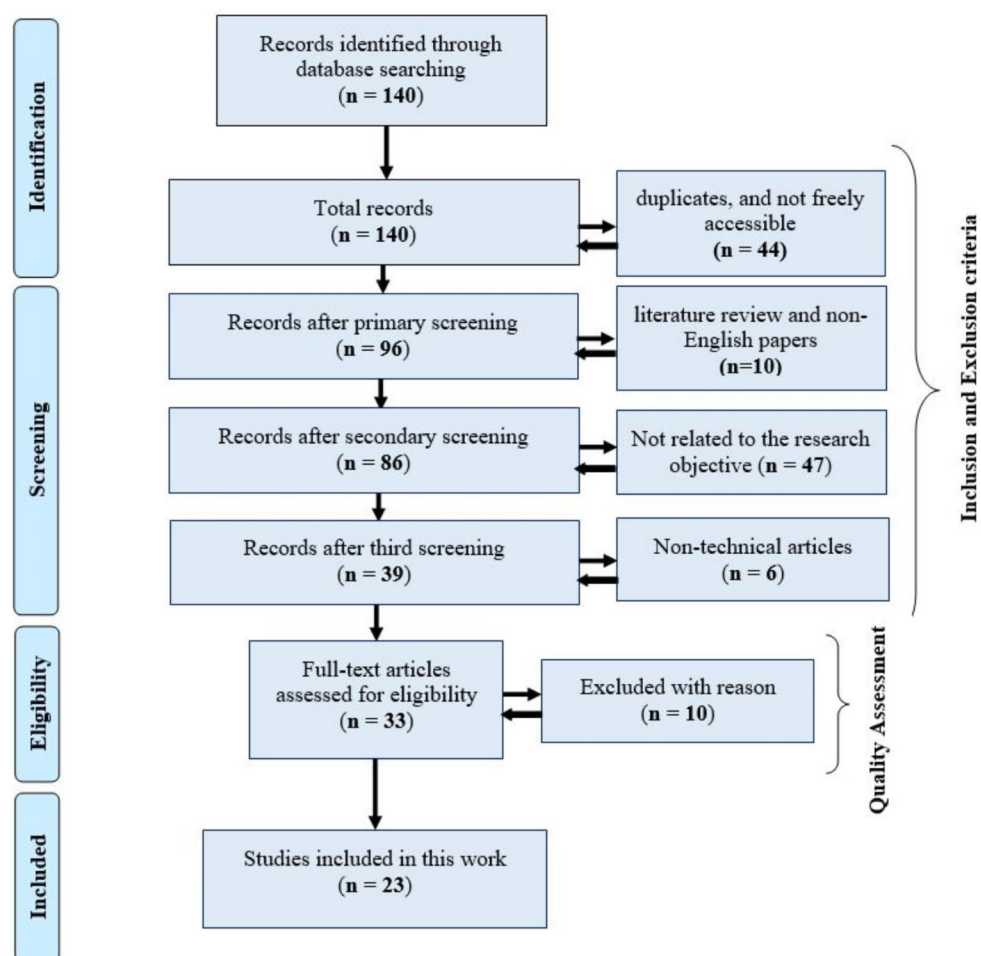 Identification
Records identified through
database searching
(n = 140)
Total records
(n = 140)
duplicates, and not freely
accessible
(n = 44)
Screening
Records after primary screening
(n = 96)
literature review and non-
English papers
(n=10)
Records after secondary screening
(n = 86)
Not related to the research
objective (n = 47)
Records after third screening
(n = 39)
Non-technical articles
(n = 6)
Inclusion and Exclusion criteria
Eligibility
Full-text articles
assessed for eligibility
(n = 33)
Excluded with reason
(n = 10)
Quality Assessment
Included
Studies included in this work
(n = 23)